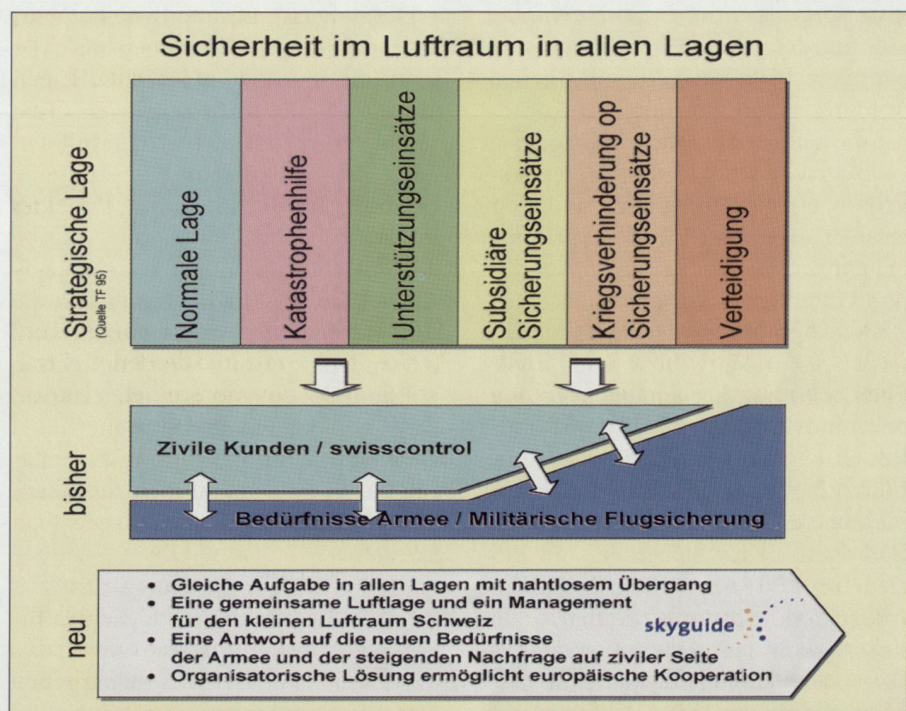 Sicherheit im Luftraum in allen Lagen
Strategische Lage
(Quelle TF 95)
Normale Lage
Katastrophenhilfe
Unterstützungseinsätze
Subsidiäre
Sicherungseinsätze
Kriegsverhinderung op
Sicherungseinsätze
Verteidigung
bisher
Zivile Kunden / swisscontrol
Bedürfnisse Armee / Militärische Flugsicherung
neu
• Gleiche Aufgabe in allen Lagen mit nahtlosem Übergang
• Eine gemeinsame Luftlage und ein Management
für den kleinen Luftraum Schweiz
• Eine Antwort auf die neuen Bedürfnisse
der Armee und der steigenden Nachfrage auf ziviler Seite
• Organisatorische Lösung ermöglicht europäische Kooperation
skyguide